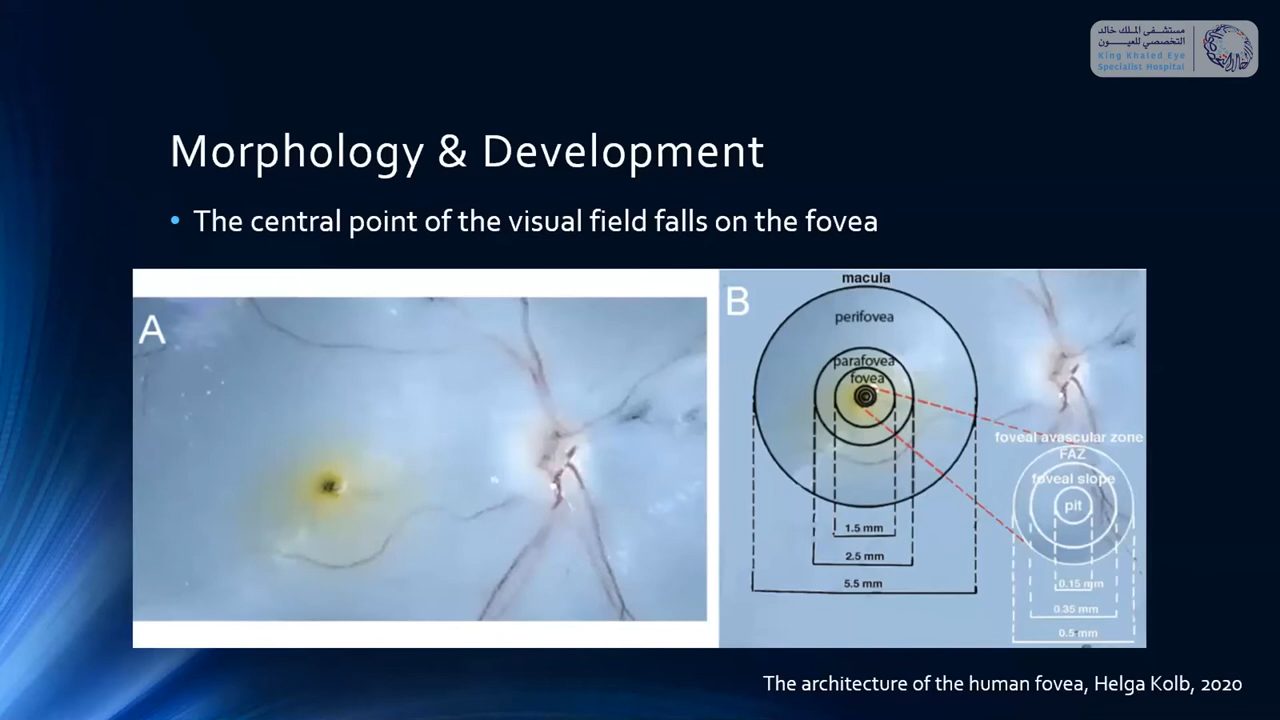 مستشفى الملك خالد
التخصصي للعيون
King Khaled Eye
Specialist Hospital
Morphology & Development
• The central point of the visual field falls on the fovea
A
B
macula
perifovea
parafovea
fovea
foveal avascular zone
FAZ
foveal slope
pit
1.5 mm
2.5 mm
5.5 mm
0.15 mm
0.35 mm
0.5 mm
The architecture of the human fovea, Helga Kolb, 2020